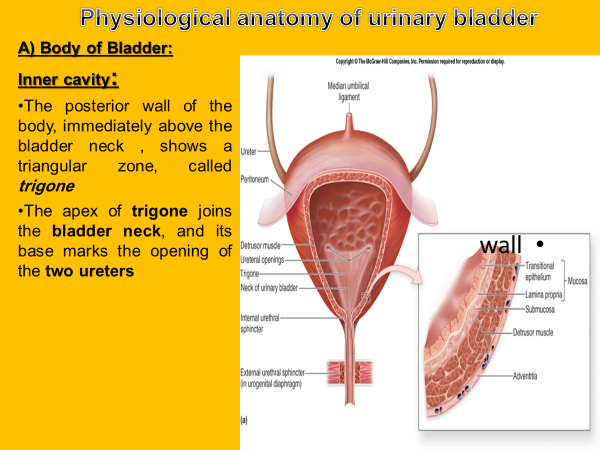 Physiological anatomy of urinary bladder
A) Body of Bladder:
Inner cavity:
•The posterior wall of the
body, immediately above the
bladder neck , shows a
triangular zone, called
trigone
•The apex of trigone joins
the bladder neck, and its
base marks the opening of
the two ureters
Copyright © The McGraw-Hill Companies, Inc. Permission required for reproduction or display.
Median umbilical
ligament
Ureter
Peritoneum
Detrusor muscle
Ureteral openings
Trigone
Neck of urinary bladder
Internal urethral
sphincter
External urethral sphincter
(in urogenital diaphragm)
(a)
wall •
Transitional
epithelium
Mucosa
Lamina propria
Submucosa
Detrusor muscle
Adventitia